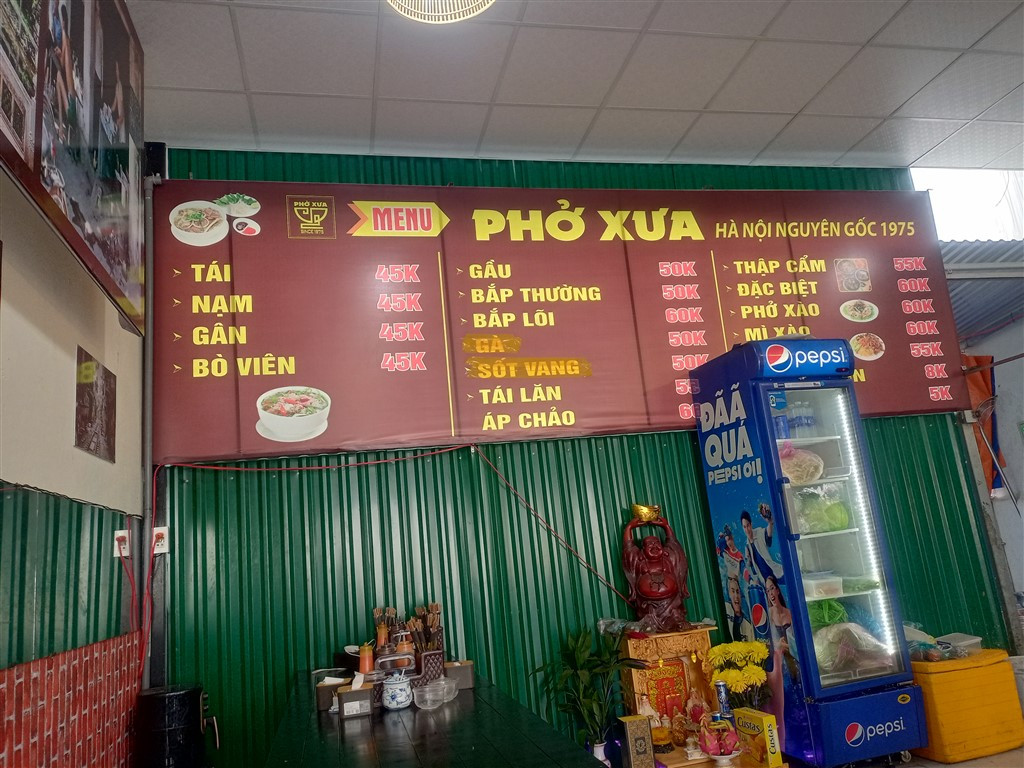 PHỞ XƯA
SINCE 1975
MENU
PHỞ XƯA
HÀ NỘI NGUYÊN GỐC 1975
TÁI 45K
NẠM 45K
GÂN 45K
BÒ VIÊN 45K
GẦU 50K
BẮP THƯỜNG 50K
BẮP LÕI 60K
GÀ 50K
SỐT VANG 50K
TÁI LĂN
ÁP CHẢO
THẬP CẨM 55K
ĐẶC BIỆT 60K
PHỞ XÀO 60K
MÌ XÀO 60K
55K
8K
5K
pepsi
ĐÃÃ
QUÁ
PEPSI ƠI!
pepsi
Custas